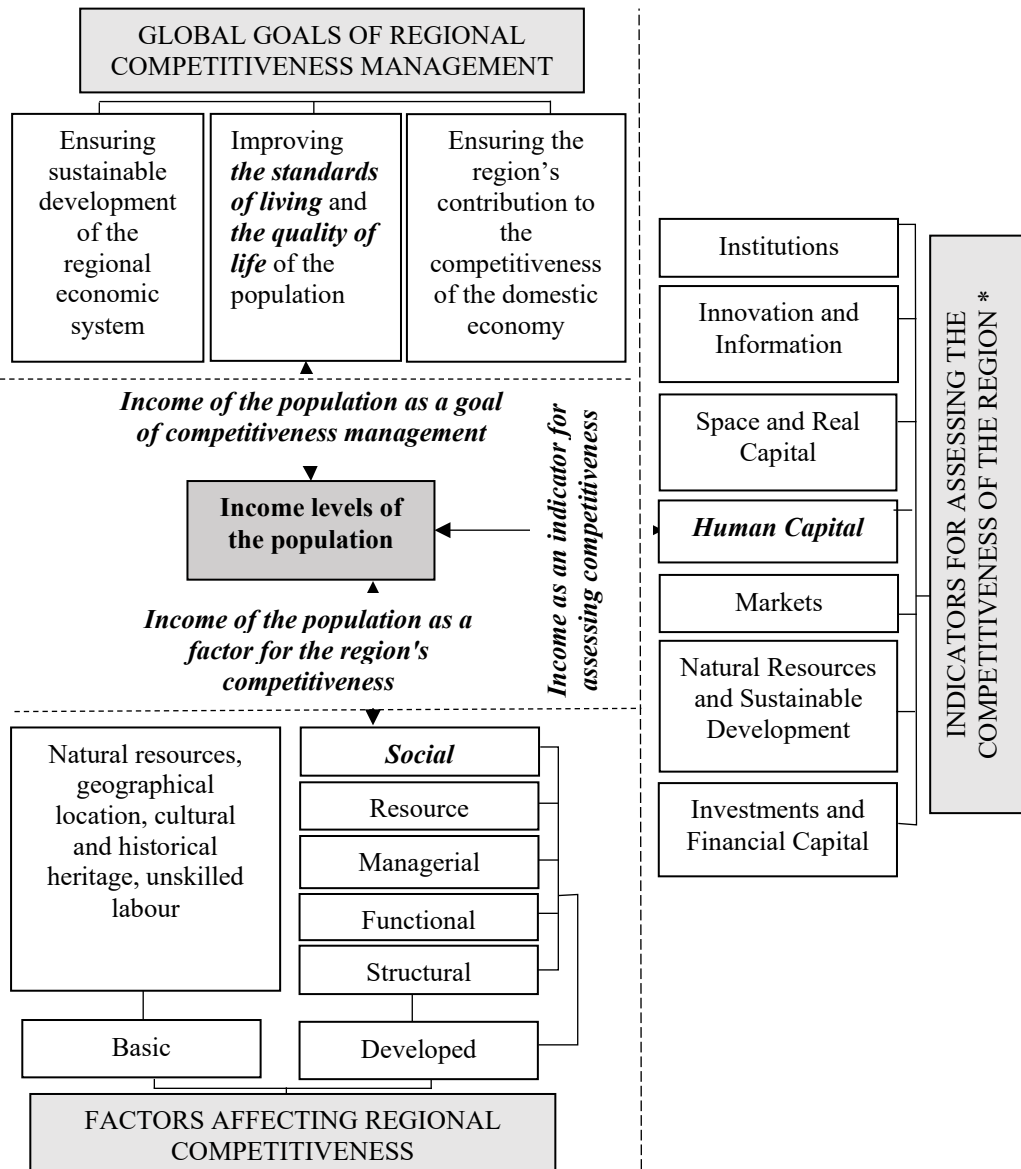 GLOBAL GOALS OF REGIONAL
COMPETITIVENESS MANAGEMENT
Ensuring
sustainable
development
of the
regional
economic
system
Improving
the standards
of living and
the quality of
life of the
population
Ensuring the
region’s
contribution to
the
competitiveness
of the domestic
economy
Income of the population as a goal
of competitiveness management
Income levels of
the population
Income of the population as a
factor for the region's
competitiveness
Income as an indicator for
assessing competitiveness
Institutions
Innovation and
Information
Space and Real
Capital
Human Capital
Markets
Natural Resources
and Sustainable
Development
Investments and
Financial Capital
INDICATORS FOR ASSESSING THE
COMPETITIVENESS OF THE REGION *
Natural resources,
geographical
location, cultural
and historical
heritage, unskilled
labour
Social
Resource
Managerial
Functional
Structural
Basic
Developed
FACTORS AFFECTING REGIONAL
COMPETITIVENESS